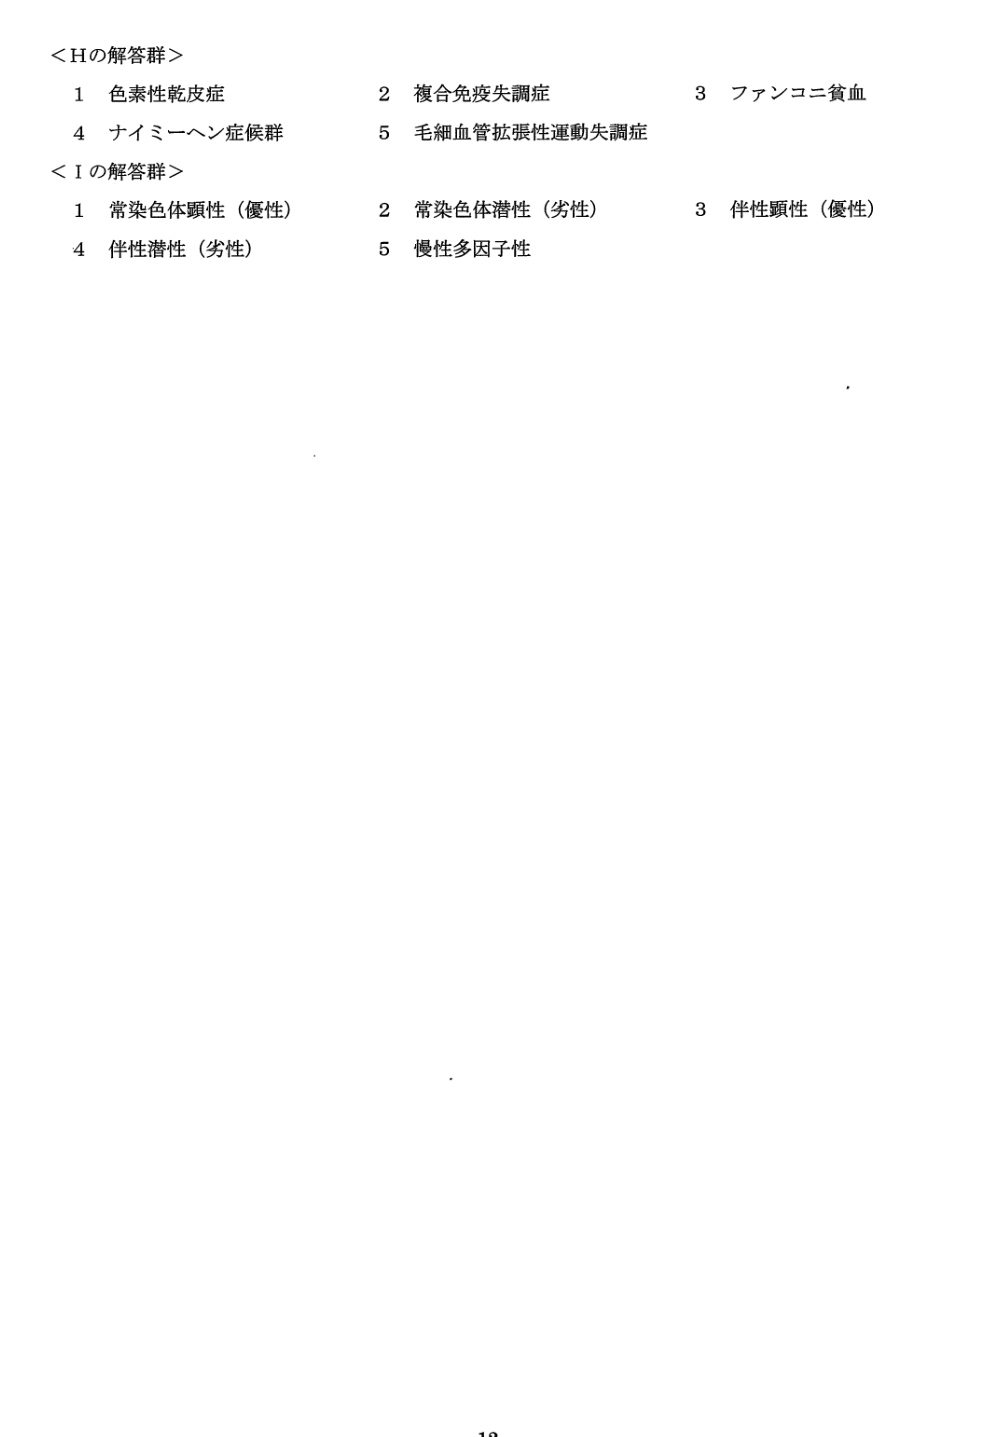 ＜Hの解答群＞
1 色素性乾皮症 2 複合免疫失調症 3 ファンコニ貧血
4 ナイミーヘン症候群 5 毛細血管拡張性運動失調症
＜Iの解答群＞
1 常染色体顕性（優性） 2 常染色体潜性（劣性） 3 伴性顕性（優性）
4 伴性潜性（劣性） 5 慢性多因子性